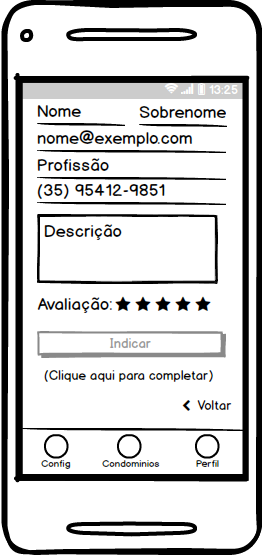 13:25
Nome Sobrenome
nome@exemplo.com
Profissão
(35) 95412-9851
Descrição
Avaliação:
Indicar
(Clique aqui para completar)
Voltar
Config Condominios Perfil